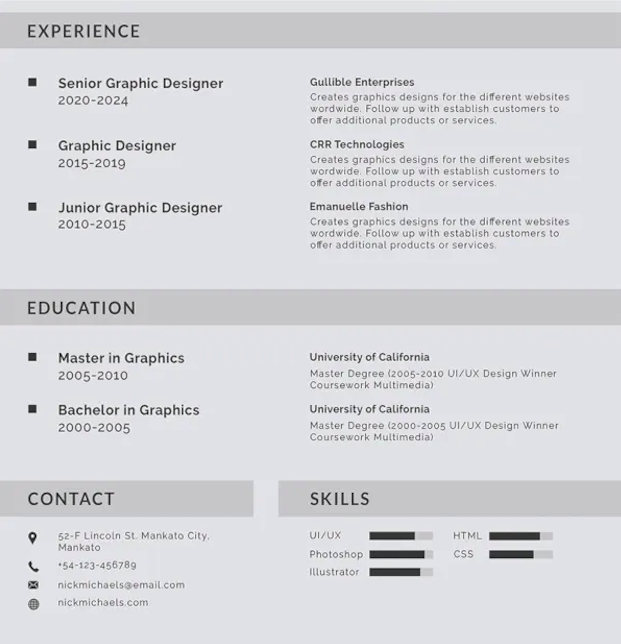 EXPERIENCE
Senior Graphic Designer
2020-2024
Gullible Enterprises
Creates graphics designs for the different websites
wordwide. Follow up with establish customers to
offer additional products or services.
Graphic Designer
2015-2019
CRR Technologies
Creates graphics designs for the different websites
wordwide. Follow up with establish customers to
offer additional products or services.
Junior Graphic Designer
2010-2015
Emanuelle Fashion
Creates graphics designs for the different websites
wordwide. Follow up with establish customers to
offer additional products or services.
EDUCATION
Master in Graphics
2005-2010
University of California
Master Degree (2005-2010 UI/UX Design Winner
Coursework Multimedia)
Bachelor in Graphics
2000-2005
University of California
Master Degree (2000-2005 UI/UX Design Winner
Coursework Multimedia)
CONTACT
52-F Lincoln St. Mankato City,
Mankato
+54-123-456789
nickmichaels@email.com
nickmichaels.com
SKILLS
UI/UX
HTML
Photoshop
CSS
Illustrator